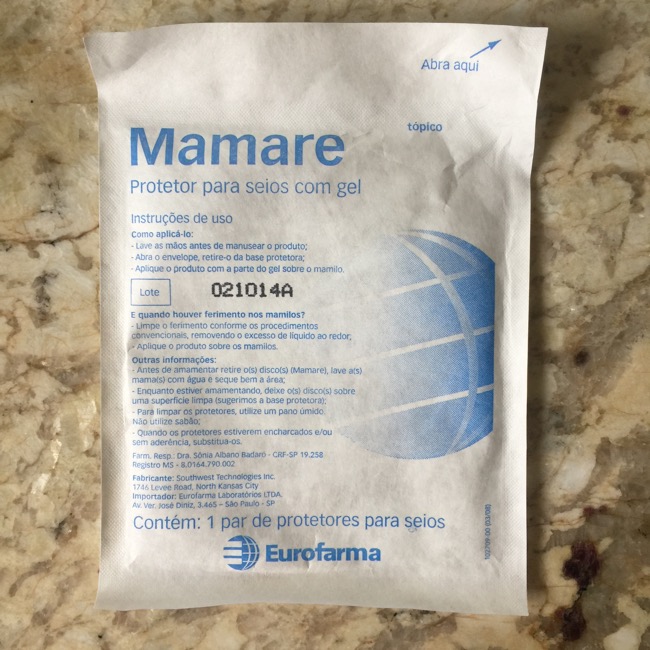 Abra aqui
tópico
Mamare
Protetor para seios com gel
Instruções de uso
Como aplicá-lo:
- Lave as mãos antes de manusear o produto;
- Abra o envelope, retire-o da base protetora;
- Aplique o produto com a parte do gel sobre o mamilo.
Lote 021014A
E quando houver ferimento nos mamilos?
- Limpe o ferimento conforme os procedimentos
convencionais, removendo o excesso de líquido ao redor;
- Aplique o produto sobre os mamilos.
Outras informações:
- Antes de amamentar retire o(s) disco(s) (Mamare), lave a(s)
mama(s) com água e seque bem a área;
- Enquanto estiver amamentando, deixe o(s) disco(s) sobre
uma superfície limpa (sugerimos a base protetora);
- Para limpar os protetores, utilize um pano úmido.
Não utilize sabão;
- Quando os protetores estiverem encharcados e/ou
sem aderência, substitua-os.
Farm. Resp.: Dra. Sônia Albano Badaró - CRF-SP 19.258
Registro MS - 8.0164.790.002
Fabricante: Southwest Technologies Inc.
1746 Levee Road, North Kansas City
Importador: Eurofarma Laboratórios LTDA.
Av. Ver. José Diniz, 3.465 – São Paulo - SP
Contém: 1 par de protetores para seios
Eurofarma